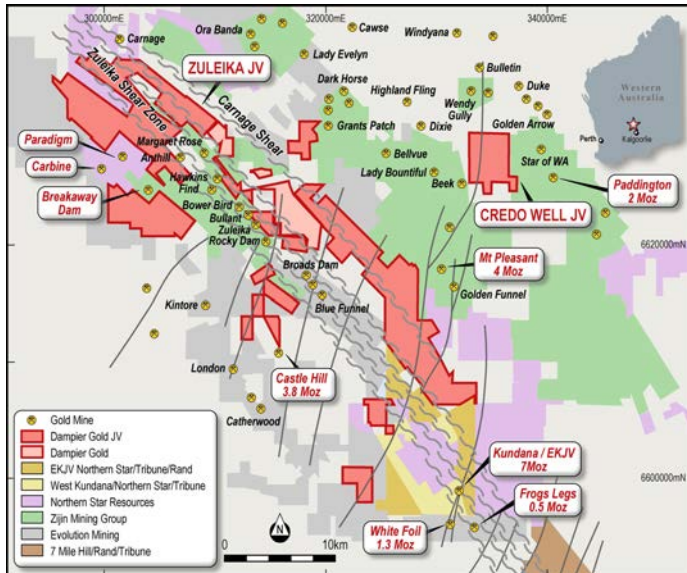 300000mE
320000mE
340000mE
Carnage
Ora Banda
Cawse
Windyana
Lady Evelyn
ZULEIKA JV
Zuleika Shear Zone
Carnage Shear
Dark Horse
Highland Fling
Bulletin
Duke
Wendy
Gully
Golden Arrow
Grants Patch
Dixie
Western
Australia
Perth
Kalgoorlie
Paradigm
Carbine
Margaret Rose
Anthill
Hawkins
Find
Bellvue
Star of WA
Lady Bountiful
Beek
Paddington
2 Moz
Breakaway
Dam
Bower Bird
Bullant
Zuleika
Rocky Dam
CREDO WELL JV
6620000mN
Broads Dam
Mt Pleasant
4 Moz
Golden Funnel
Blue Funnel
Kintore
London
Castle Hill
3.8 Moz
Catherwood
Gold Mine
Dampier Gold JV
Dampier Gold
EKJV Northern Star/Tribune/Rand
West Kundana/Northern Star/Tribune
Northern Star Resources
Zijin Mining Group
Evolution Mining
7 Mile Hill/Rand/Tribune
Kundana / EKJV
7Moz
6600000mN
Frogs Legs
0.5 Moz
White Foil
1.3 Moz
N
0
10km